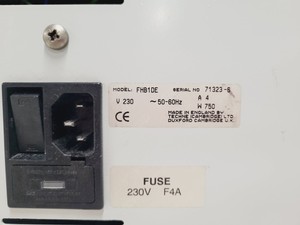 MODEL: FHB1DE SERIAL NO 71323-6
V 230 ~50-60Hz A 4
W 750
CE MADE IN ENGLAND BY
TECHNE (CAMBRIDGE) LTD
DUXFORD CAMBRIDGE U.K.
FUSE
230V F4A